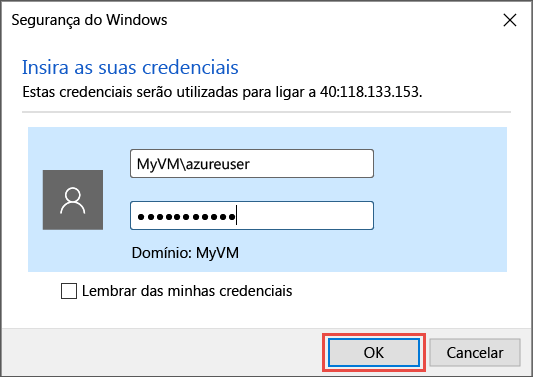 Segurança do Windows
Insira as suas credenciais
Estas credenciais serão utilizadas para ligar a 40:118.133.153.
MyVM\azureuser
●●●●●●●●●●●
Domínio: MyVM
Lembrar das minhas credenciais
OK
Cancelar